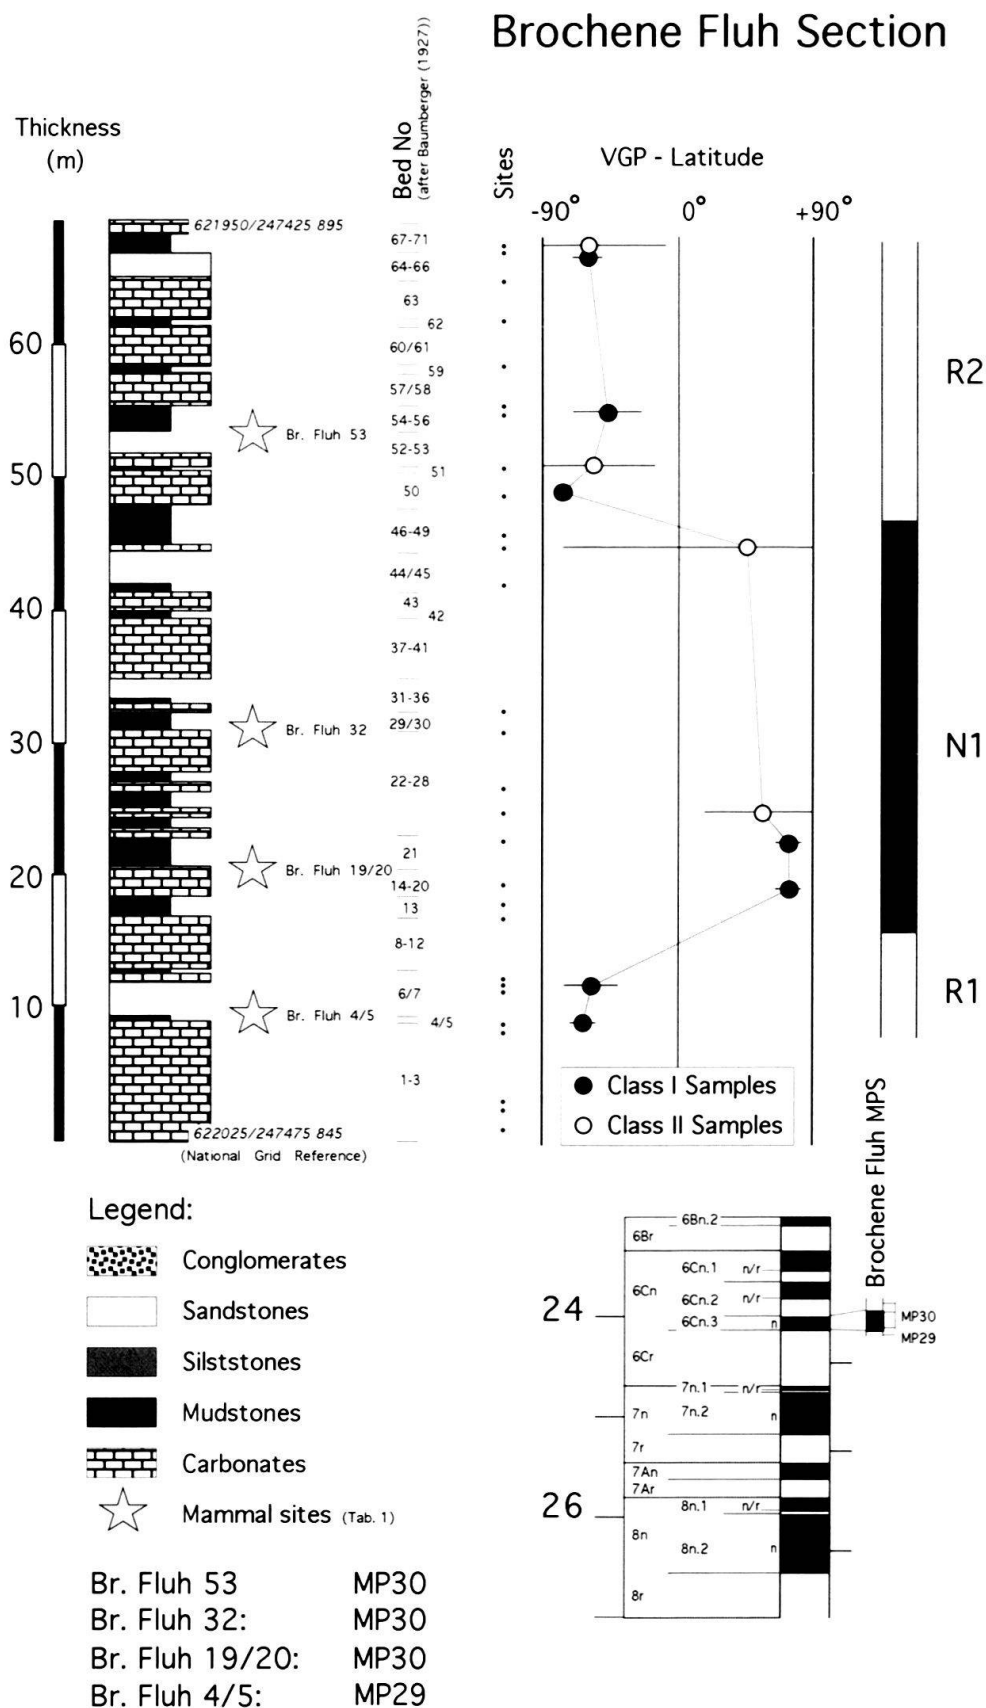 Brochene Fluh Section
Thickness
(m)
Bed No
(after Baumberger (1927))
Sites
VGP - Latitude
-90° 0° +90°
60
50
40
30
20
10
621950/247425 895
622025/247475 845
(National Grid Reference)
67-71
64-66
63
62
60/61
59
57/58
54-56
52-53
51
50
46-49
44/45
43
42
37-41
31-36
29/30
22-28
21
14-20
13
8-12
6/7
4/5
1-3
Br. Fluh 53
Br. Fluh 32
Br. Fluh 19/20
Br. Fluh 4/5
R2
N1
R1
Class I Samples
Class II Samples
Brochene Fluh MPS
Legend:
Conglomerates
Sandstones
Silststones
Mudstones
Carbonates
Mammal sites (Tab. 1)
Br. Fluh 53 MP30
Br. Fluh 32: MP30
Br. Fluh 19/20: MP30
Br. Fluh 4/5: MP29
24
26
6Br
6Cn
6Cr
7n
7r
7An
7Ar
8n
8r
6Bn.2
6Cn.1 n/r
6Cn.2 n/r
6Cn.3 n
7n.1 n/r
7n.2 n
8n.1 n/r
8n.2 n
MP30
MP29